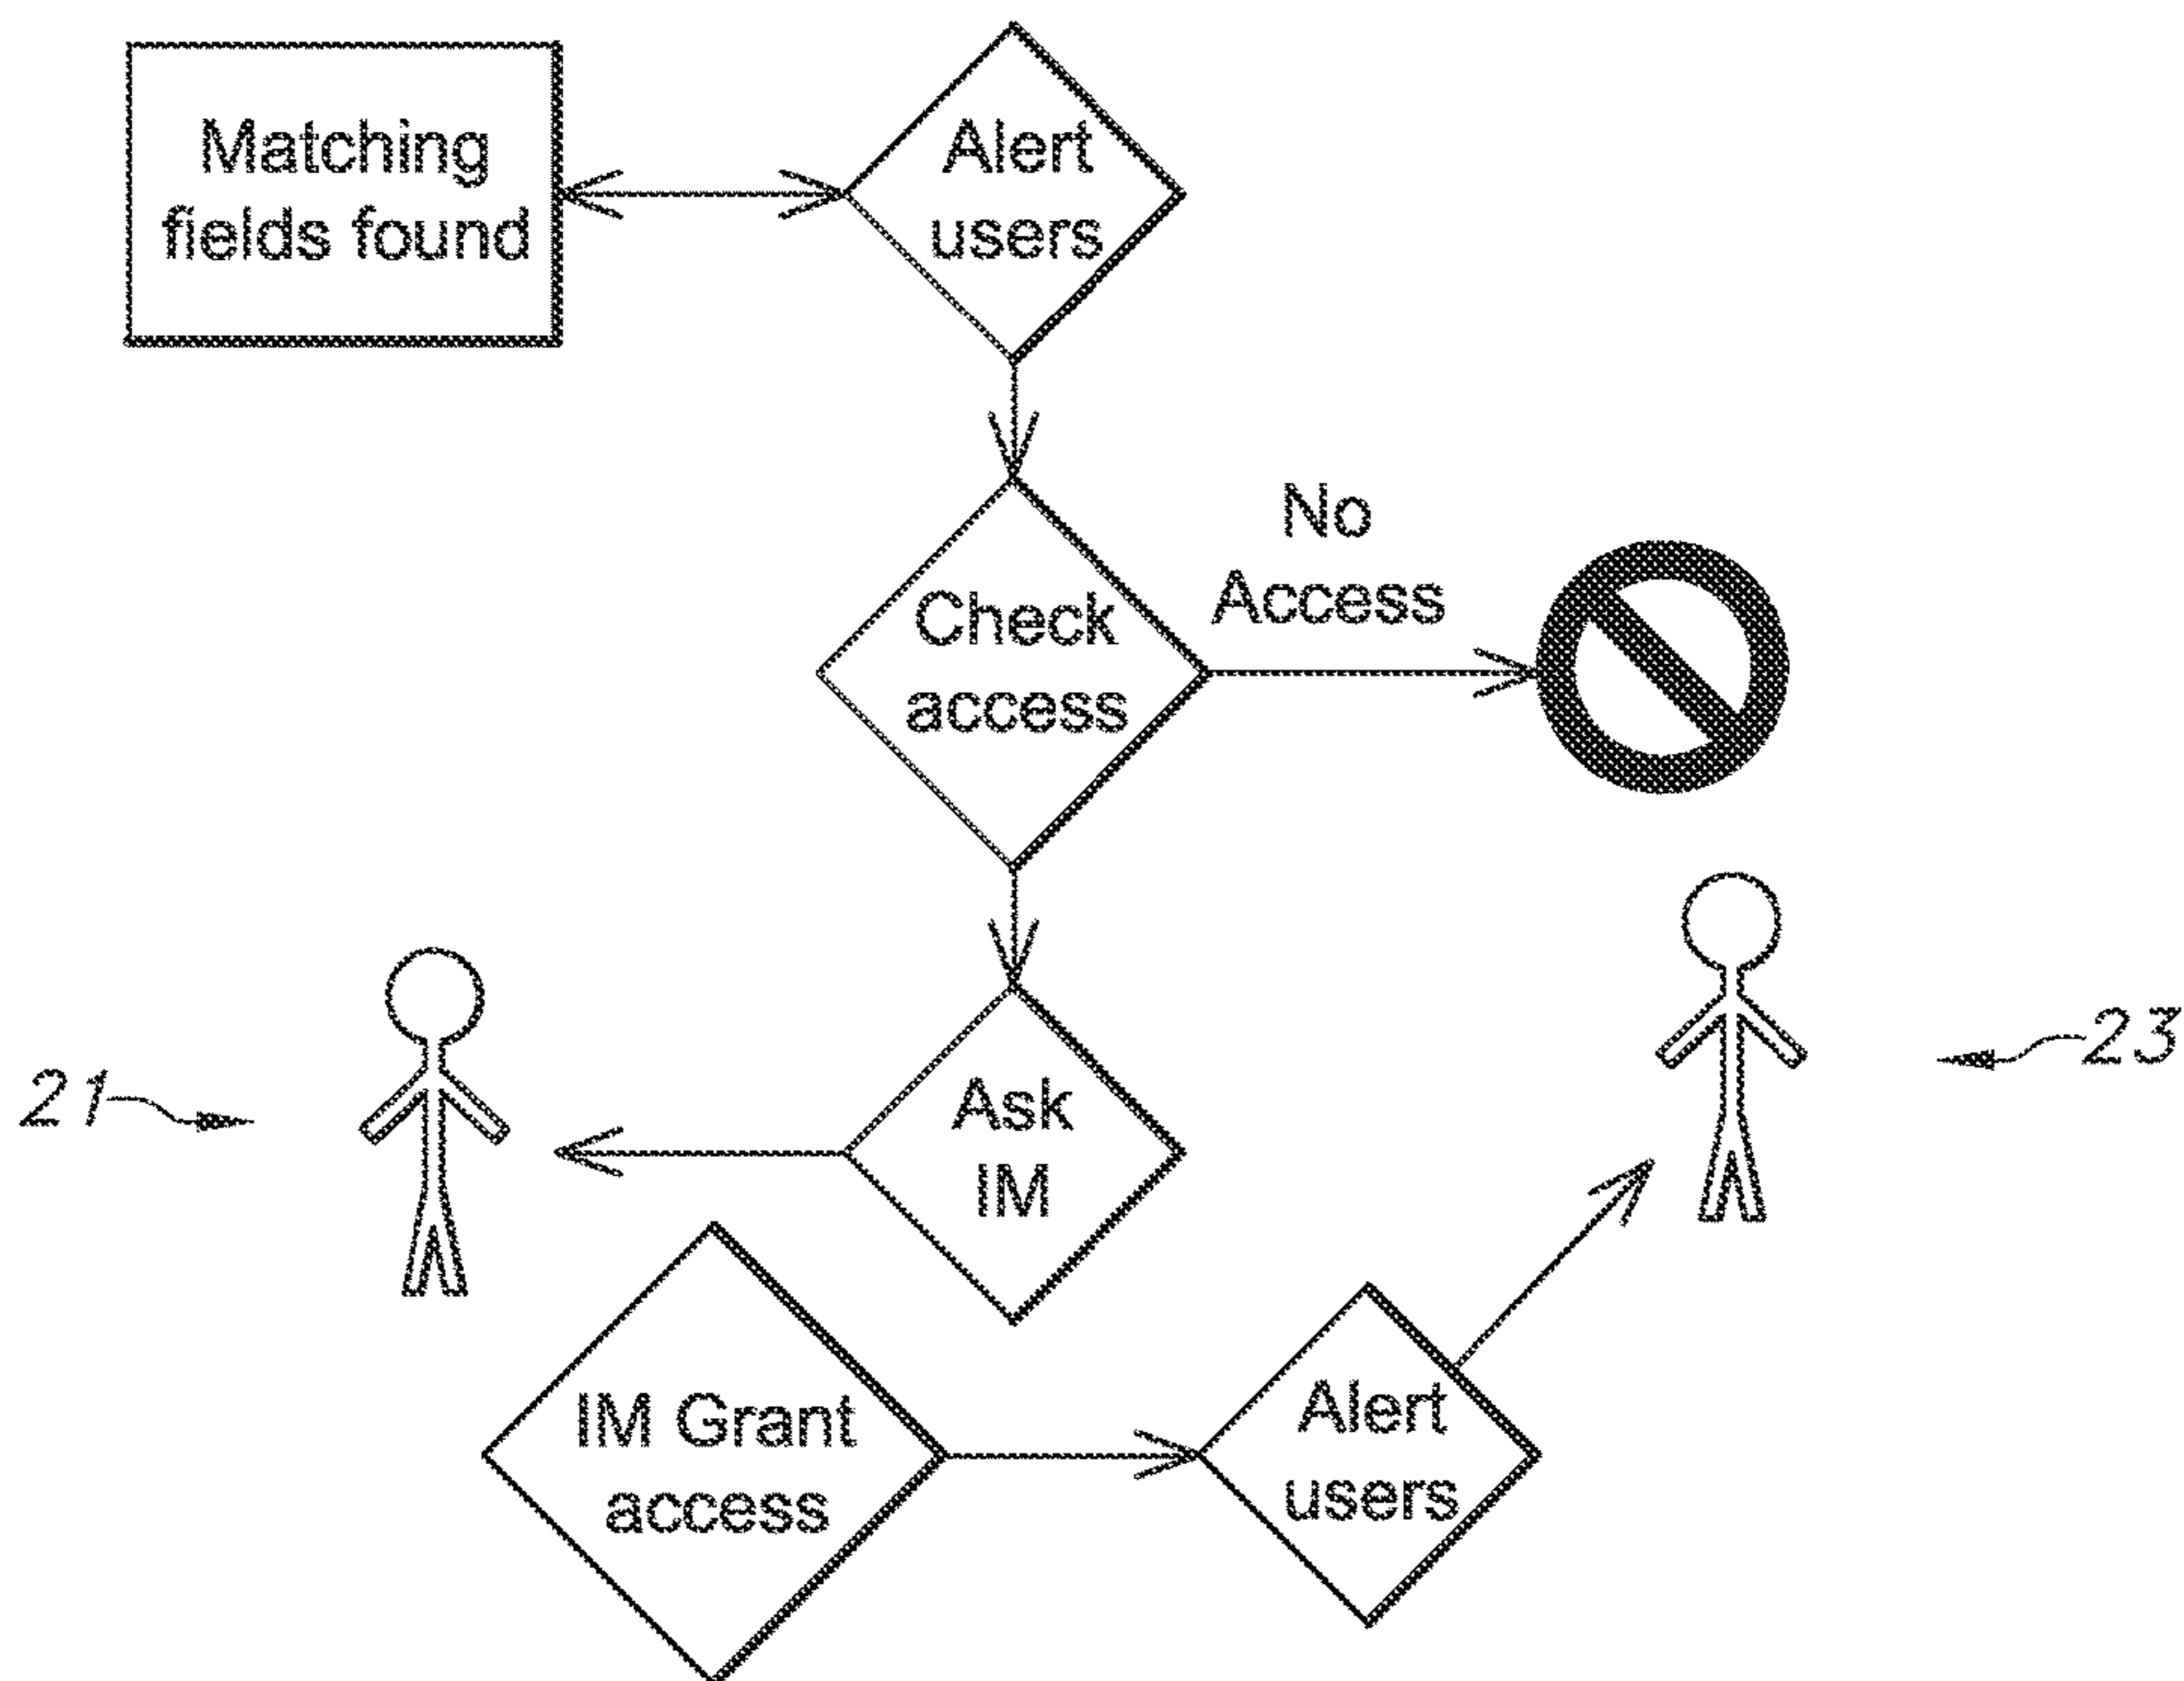 Matching
fields found
Alert
users
No
Access
Check
access
23
21
Ask
IM
IM Grant
access
Alert
users